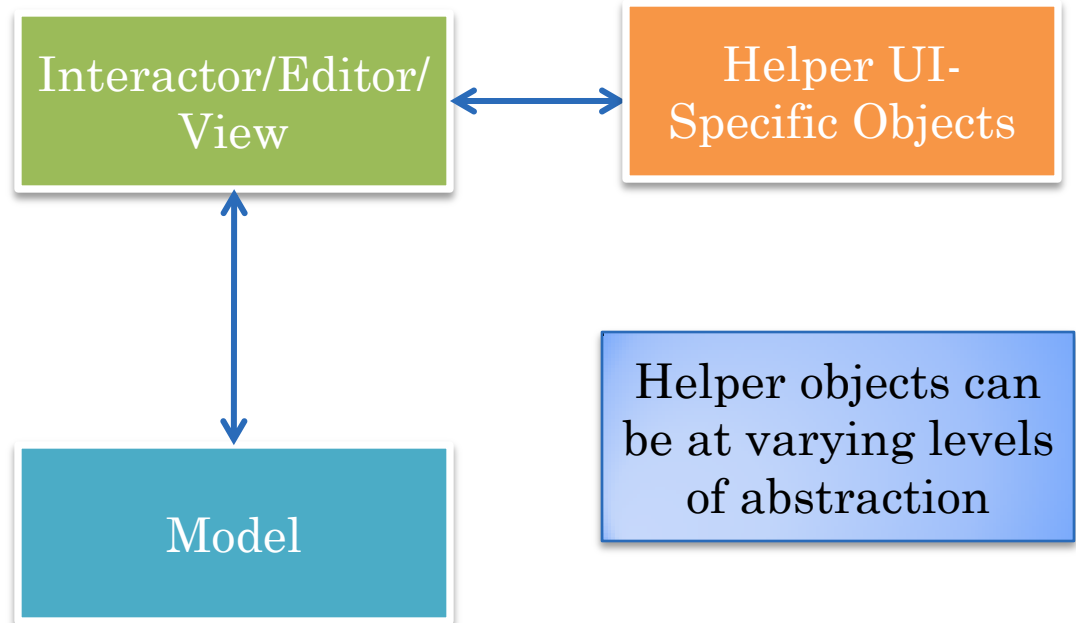 Interactor/Editor/
View
Helper UI-
Specific Objects
Helper objects can
be at varying levels
of abstraction
Model